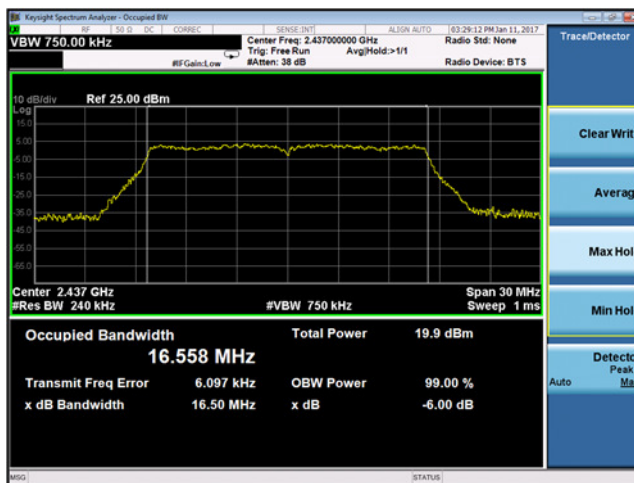 Keysight Spectrum Analyzer - Occupied BW
RF 50 Ω DC CORREC SENSE:INT ALIGN AUTO 03:29:12 PM Jan 11, 2017
VBW 750.00 kHz
Center Freq: 2.437000000 GHz
Radio Std: None
Trig: Free Run Avg|Hold:>1/1
#IFGain:Low
#Atten: 38 dB
Radio Device: BTS
10 dB/div Ref 25.00 dBm
Log
15.0
5.00
-5.00
-15.0
-25.0
-35.0
-45.0
-55.0
-65.0
Center 2.437 GHz
Span 30 MHz
#Res BW 240 kHz
#VBW 750 kHz
Sweep 1 ms
Occupied Bandwidth
16.558 MHz
Total Power 19.9 dBm
Transmit Freq Error 6.097 kHz
OBW Power 99.00 %
x dB Bandwidth 16.50 MHz
x dB -6.00 dB
MSG
STATUS
Trace/Detector
Clear Writ
Averag
Max Hol
Min Hol
Detecto
Peak
Auto Ma